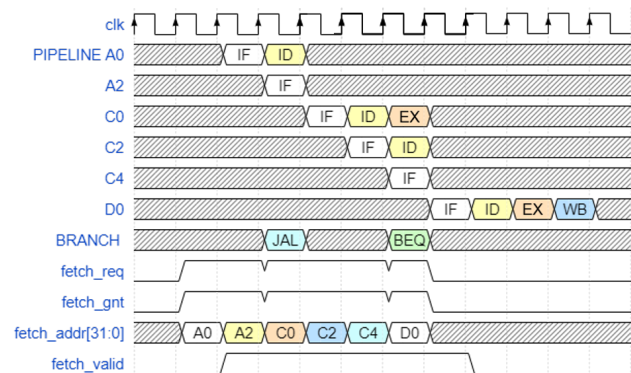 clk
PIPELINE A0 IF ID
A2 IF
C0 IF ID EX
C2 IF ID
C4 IF
D0 IF ID EX WB
BRANCH JAL BEQ
fetch_req
fetch_gnt
fetch_addr[31:0] A0 A2 C0 C2 C4 D0
fetch_valid